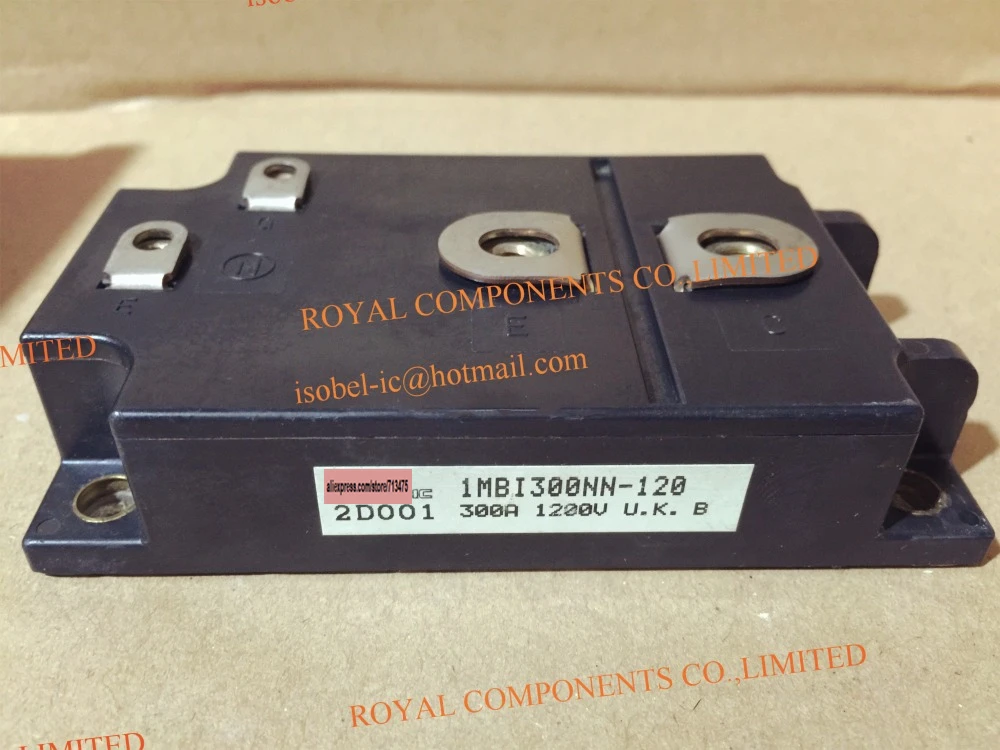 ROYAL COMPONENTS CO.,LIMITED
MITED
isobel-ic@hotmail.com
E
C
aliexpress.com/store/713475
1MBI300NN-120
2D001 300A 1200V U.K. B
ROYAL COMPONENTS CO.,LIMITED
LIMITED